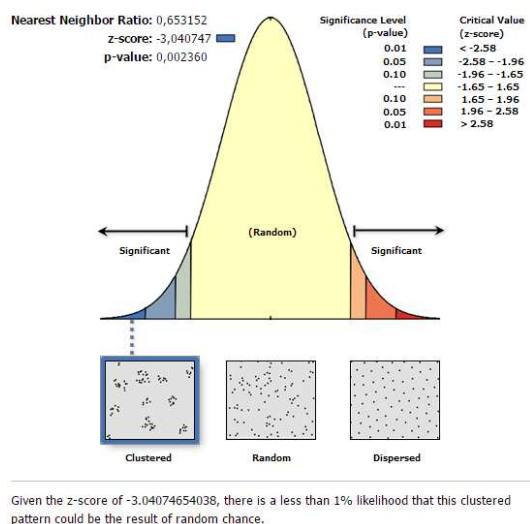 Nearest Neighbor Ratio: 0,653152
z-score: -3,040747
p-value: 0,002360
Significance Level
(p-value)
Critical Value
(z-score)
0.01 < -2.58
0.05 -2.58 – -1.96
0.10 -1.96 – -1.65
--- -1.65 – 1.65
0.10 1.65 – 1.96
0.05 1.96 – 2.58
0.01 > 2.58
Significant
(Random)
Significant
Clustered
Random
Dispersed
Given the z-score of -3.04074654038, there is a less than 1% likelihood that this clustered
pattern could be the result of random chance.